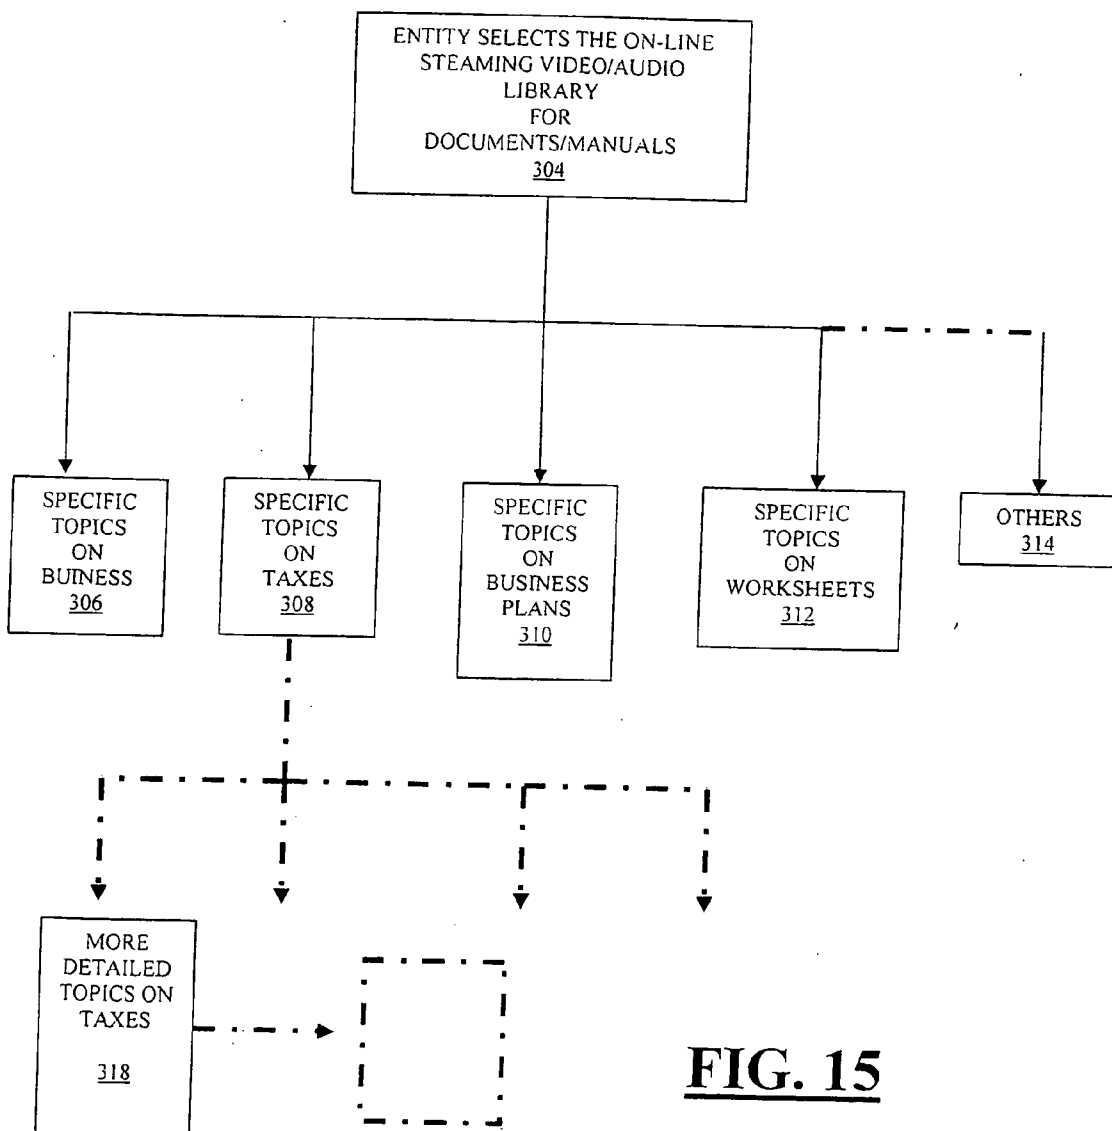 ENTITY SELECTS THE ON-LINE
STEAMING VIDEO/AUDIO
LIBRARY
FOR
DOCUMENTS/MANUALS
304
SPECIFIC
TOPICS
ON
BUINESS
306
SPECIFIC
TOPICS
ON
TAXES
308
SPECIFIC
TOPICS
ON
BUSINESS
PLANS
310
SPECIFIC
TOPICS
ON
WORKSHEETS
312
OTHERS
314
MORE
DETAILED
TOPICS ON
TAXES
318
FIG. 15